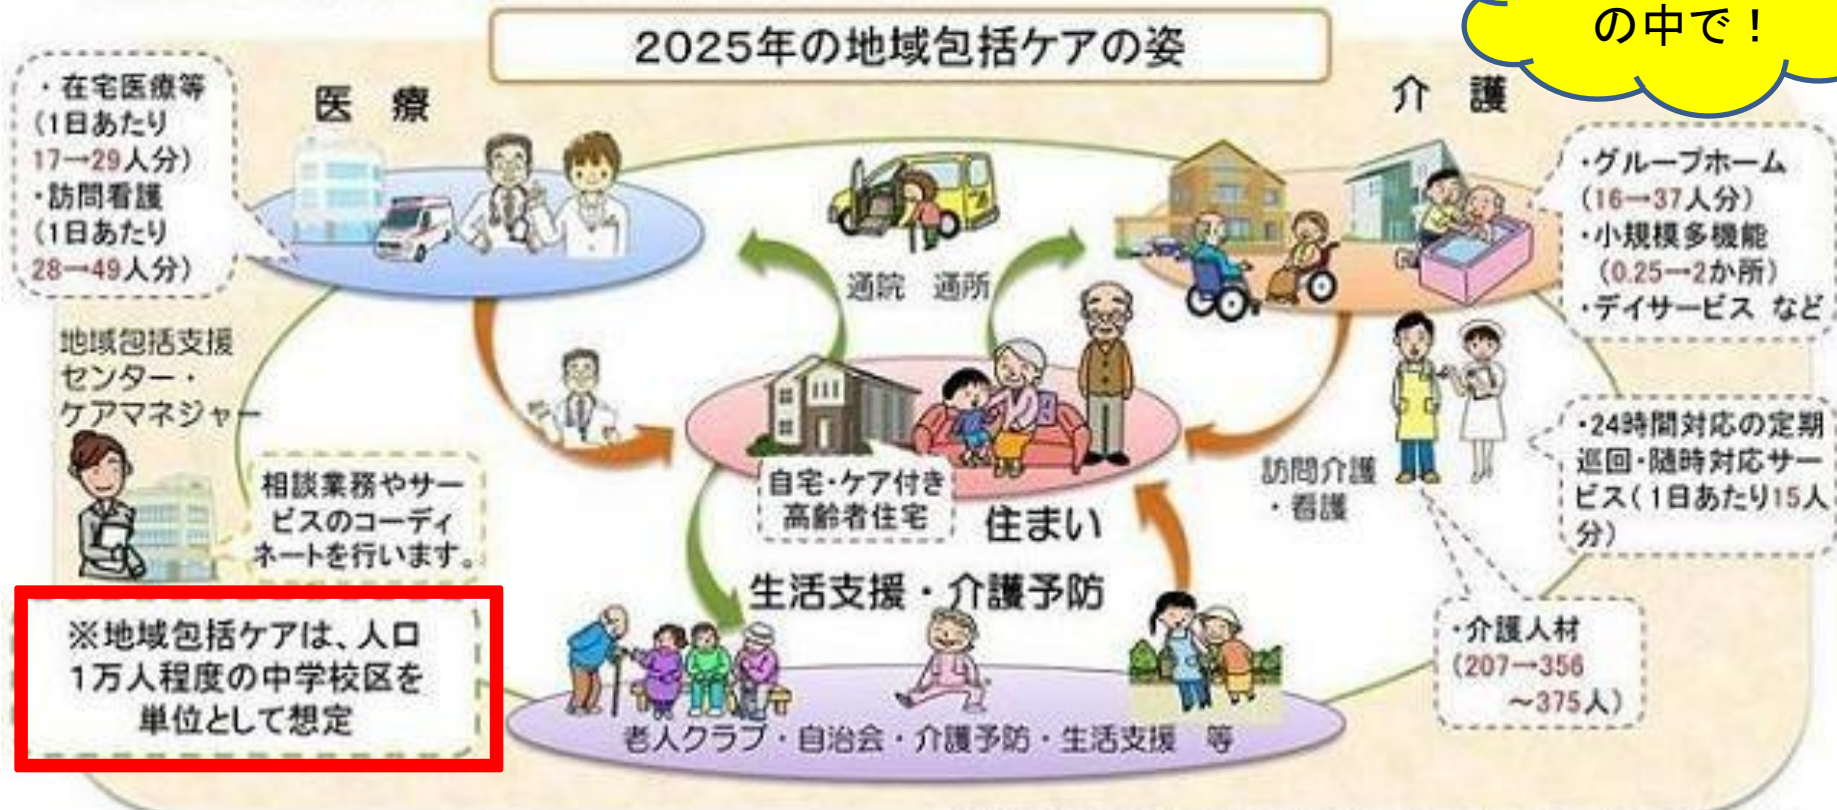 の中で！
2025年の地域包括ケアの姿
・在宅医療等
(1日あたり
17→29人分)
・訪問看護
(1日あたり
28→49人分)
医 療
介 護
・グループホーム
(16→37人分)
・小規模多機能
(0.25→2か所)
・デイサービス など
通院 通所
地域包括支援
センター・
ケアマネジャー
相談業務やサー
ビスのコーディ
ネートを行います。
自宅・ケア付き
高齢者住宅
住まい
訪問介護
・看護
・24時間対応の定期
巡回・随時対応サー
ビス(1日あたり15人
分)
生活支援・介護予防
※地域包括ケアは、人口
1万人程度の中学校区を
単位として想定
・介護人材
(207→356
～375人)
老人クラブ・自治会・介護予防・生活支援 等